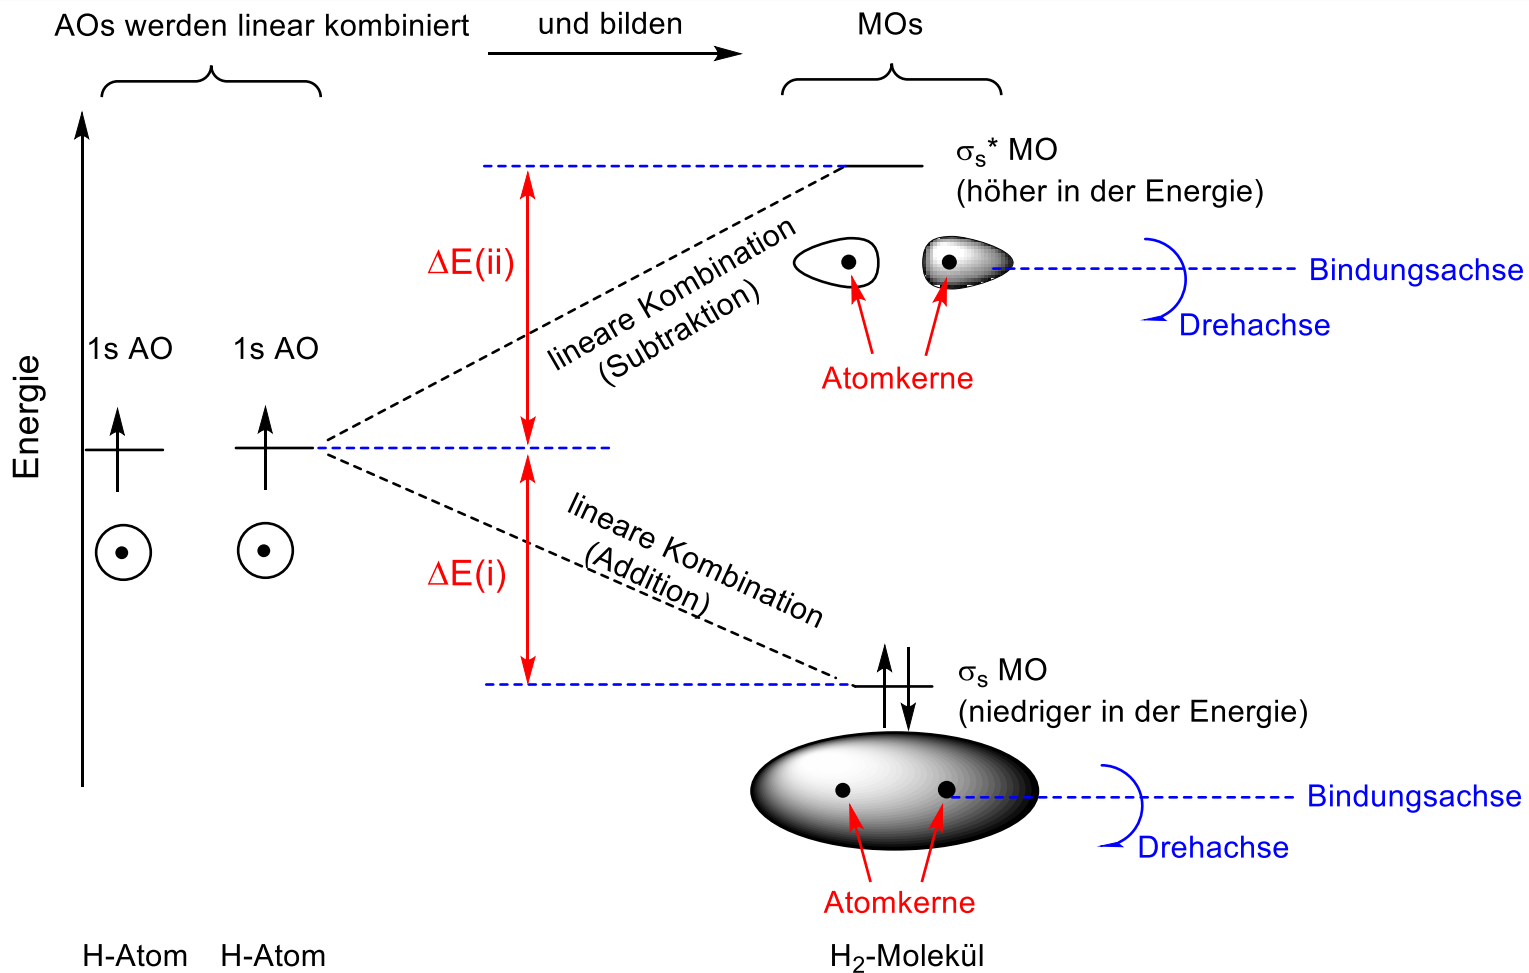 AOs werden linear kombiniert
und bilden
MOs
σs* MO
(höher in der Energie)
ΔE(ii)
lineare Kombination
(Subtraktion)
Bindungsachse
Drehachse
Atomkerne
1s AO
1s AO
Energie
ΔE(i)
lineare Kombination
(Addition)
σs MO
(niedriger in der Energie)
Bindungsachse
Drehachse
Atomkerne
H-Atom
H-Atom
H2-Molekül